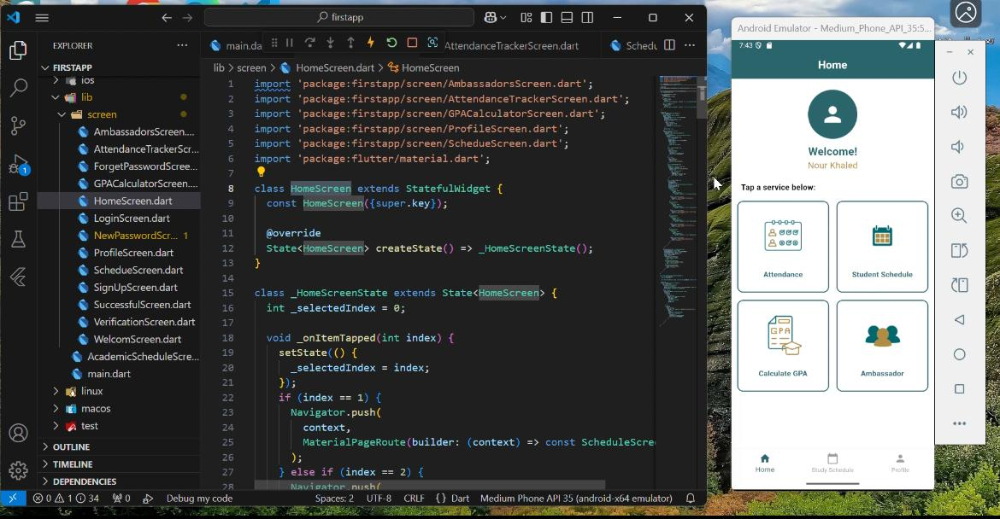 firstapp
EXPLORER
main.da
AttendanceTrackerScreen.dart
Schedu
FIRSTAPP
lib > screen > HomeScreen.dart > HomeScreen
ios
lib
screen
AmbassadorsScreen....
AttendanceTrackerScr...
ForgetPasswordScree...
GPACalculatorScreen....
HomeScreen.dart
LoginScreen.dart
NewPasswordScr... 1
ProfileScreen.dart
SchedueScreen.dart
SignUpScreen.dart
SuccessfulScreen.dart
VerificationScreen.dart
WelcomScreen.dart
AcademicScheduleScre...
main.dart
linux
macos
test
OUTLINE
TIMELINE
DEPENDENCIES
1
1 import 'package:firstapp/screen/AmbassadorsScreen.dart';
2 import 'package:firstapp/screen/AttendanceTrackerScreen.dart';
3 import 'package:firstapp/screen/GPACalculatorScreen.dart';
4 import 'package:firstapp/screen/ProfileScreen.dart';
5 import 'package:firstapp/screen/SchedueScreen.dart';
6 import 'package:flutter/material.dart';
7
8 class HomeScreen extends StatefulWidget {
9 const HomeScreen({super.key});
10
11 @override
12 State<HomeScreen> createState() => _HomeScreenState();
13 }
14
15 class _HomeScreenState extends State<HomeScreen> {
16 int _selectedIndex = 0;
17
18 void _onItemTapped(int index) {
19 setState(() {
20 _selectedIndex = index;
21 });
22 if (index == 1) {
23 Navigator.push(
24 context,
25 MaterialPageRoute(builder: (context) => const ScheduleScree
26 );
27 } else if (index == 2) {
28 Navigator.push(
0 1 34 0 Debug my code Spaces: 2 UTF-8 CRLF {} Dart Medium Phone API 35 (android-x64 emulator)
Android Emulator - Medium_Phone_API_35:5...
7:43
Home
Welcome!
Nour Khaled
Tap a service below:
Attendance
Student Schedule
GPA
Calculate GPA
Ambassador
Home
Study Schedule
Profile